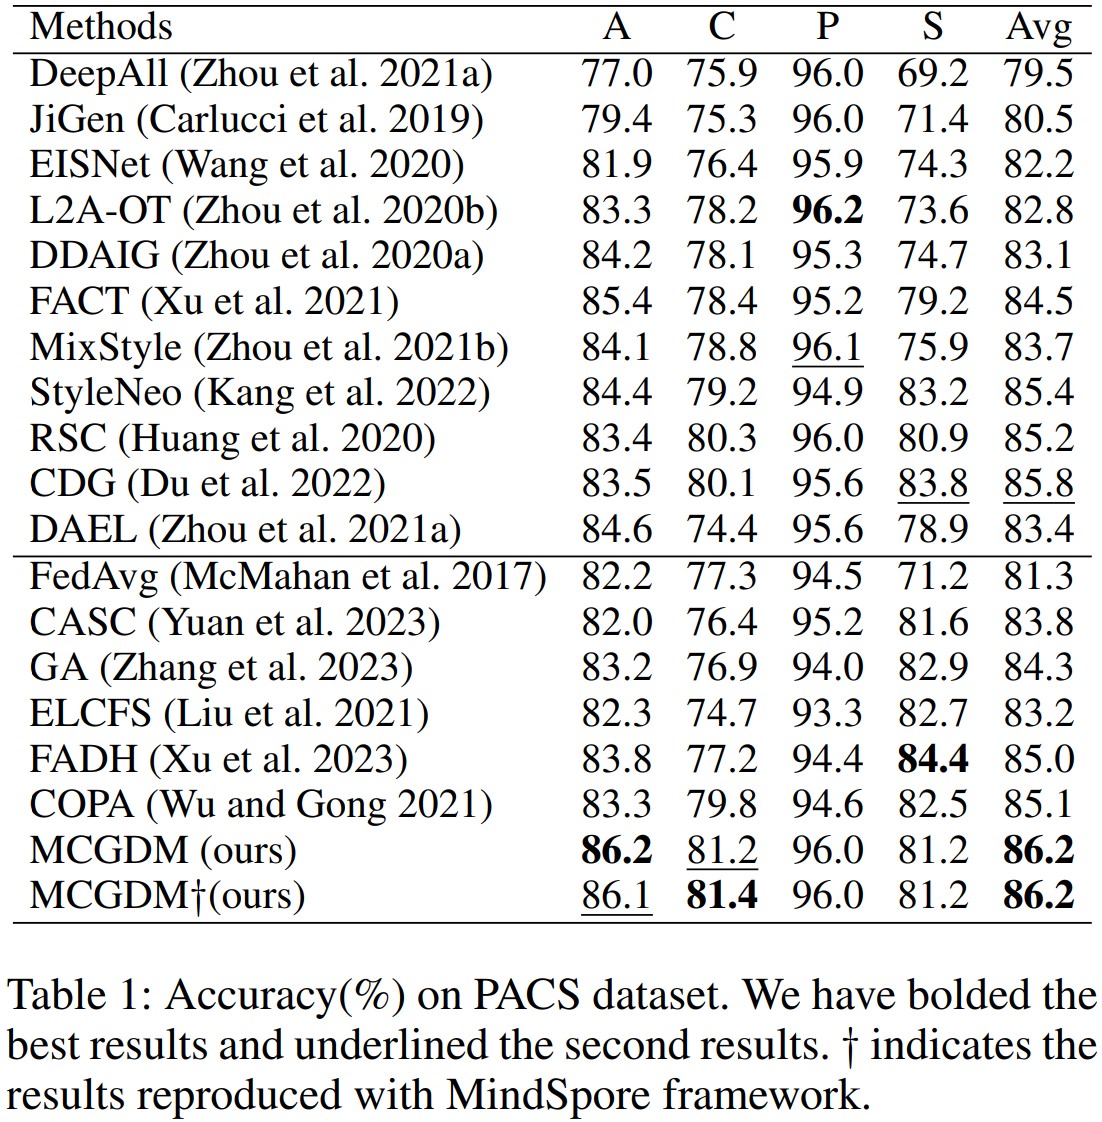 Methods A C P S Avg
DeepAll (Zhou et al. 2021a) 77.0 75.9 96.0 69.2 79.5
JiGen (Carlucci et al. 2019) 79.4 75.3 96.0 71.4 80.5
EISNet (Wang et al. 2020) 81.9 76.4 95.9 74.3 82.2
L2A-OT (Zhou et al. 2020b) 83.3 78.2 96.2 73.6 82.8
DDAIG (Zhou et al. 2020a) 84.2 78.1 95.3 74.7 83.1
FACT (Xu et al. 2021) 85.4 78.4 95.2 79.2 84.5
MixStyle (Zhou et al. 2021b) 84.1 78.8 96.1 75.9 83.7
StyleNeo (Kang et al. 2022) 84.4 79.2 94.9 83.2 85.4
RSC (Huang et al. 2020) 83.4 80.3 96.0 80.9 85.2
CDG (Du et al. 2022) 83.5 80.1 95.6 83.8 85.8
DAEL (Zhou et al. 2021a) 84.6 74.4 95.6 78.9 83.4
FedAvg (McMahan et al. 2017) 82.2 77.3 94.5 71.2 81.3
CASC (Yuan et al. 2023) 82.0 76.4 95.2 81.6 83.8
GA (Zhang et al. 2023) 83.2 76.9 94.0 82.9 84.3
ELCFS (Liu et al. 2021) 82.3 74.7 93.3 82.7 83.2
FADH (Xu et al. 2023) 83.8 77.2 94.4 84.4 85.0
COPA (Wu and Gong 2021) 83.3 79.8 94.6 82.5 85.1
MCGDM (ours) 86.2 81.2 96.0 81.2 86.2
MCGDM†(ours) 86.1 81.4 96.0 81.2 86.2
Table 1: Accuracy(%) on PACS dataset. We have bolded the
best results and underlined the second results. † indicates the
results reproduced with MindSpore framework.